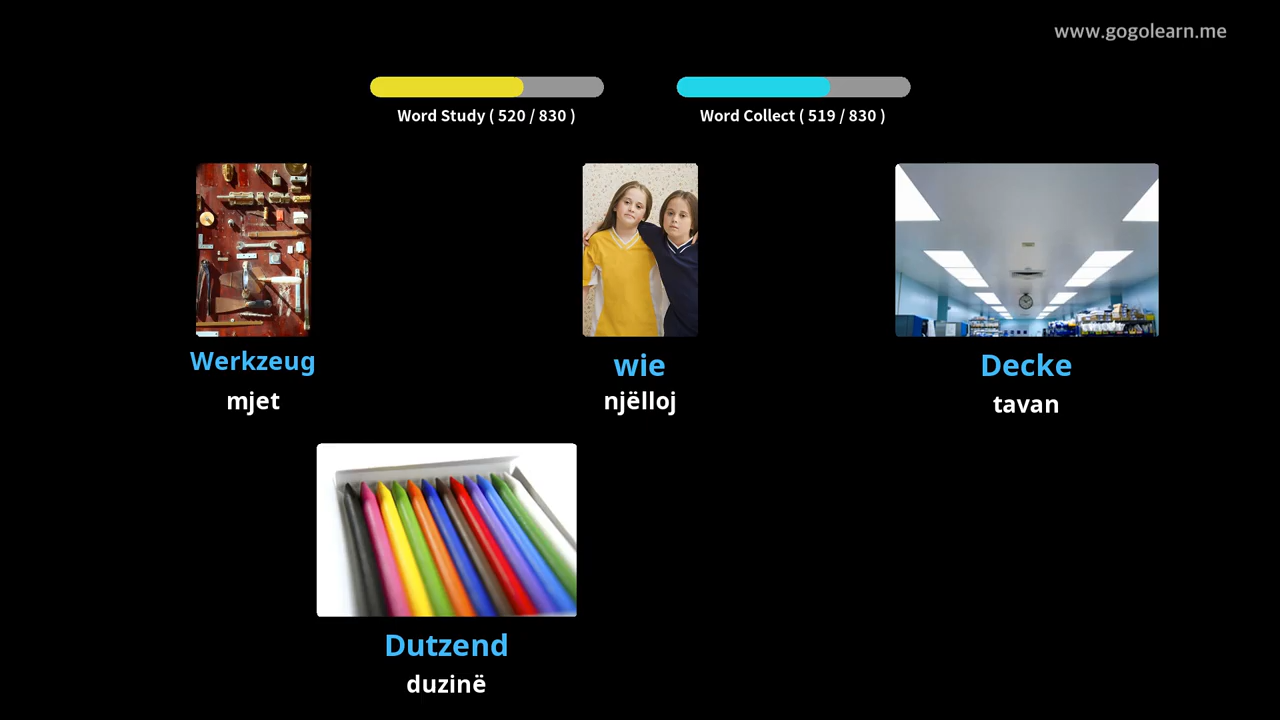 www.gogolearn.me
Word Study ( 520 / 830 )
Word Collect ( 519 / 830 )
Werkzeug
mjet
wie
njëlloj
Decke
tavan
Dutzend
duzinë